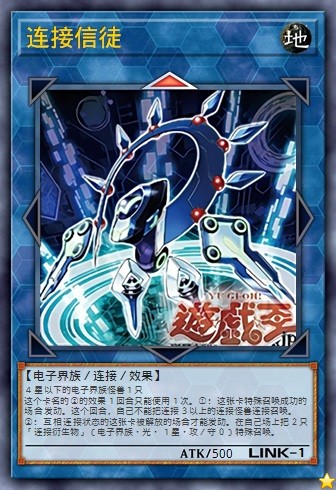 连接信徒
地
YU-GI-OH!
遊戯王
【电子界族／连接／效果】
４星以下的电子界族怪兽１只
这个卡名的①的效果１回合只能使用１次。①：这张卡特殊召唤成功的
场合发动。这个回合，自己不能把连接３以上的连接怪兽连接召唤。
②：互相连接状态的这张卡被解放的场合才能发动。在自己场上把２只
「连接衍生物」（电子界族·光·１星·攻／守０）特殊召唤。
ATK/500 LINK-1